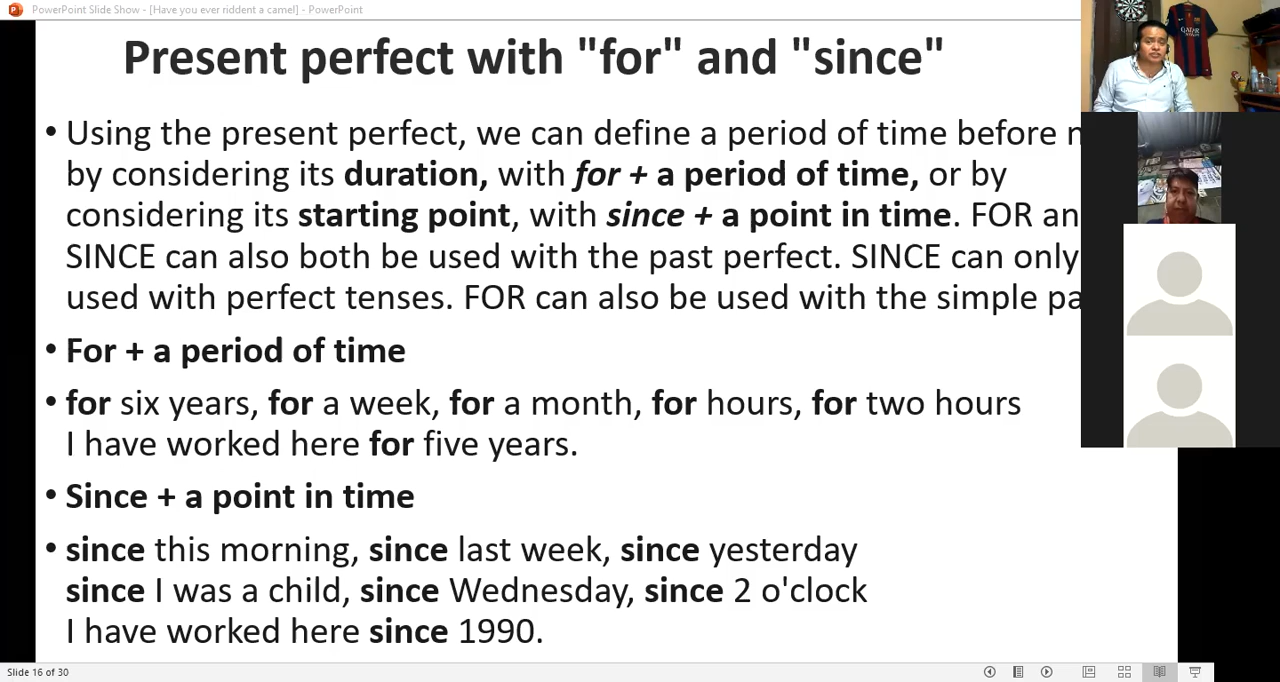 PowerPoint Slide Show - [Have you ever riddent a camel] - PowerPoint
Present perfect with "for" and "since"
• Using the present perfect, we can define a period of time before
by considering its duration, with for + a period of time, or by
considering its starting point, with since + a point in time. FOR an
SINCE can also both be used with the past perfect. SINCE can only
used with perfect tenses. FOR can also be used with the simple pa
• For + a period of time
• for six years, for a week, for a month, for hours, for two hours
I have worked here for five years.
• Since + a point in time
• since this morning, since last week, since yesterday
since I was a child, since Wednesday, since 2 o'clock
I have worked here since 1990.
Slide 16 of 30
QATAR